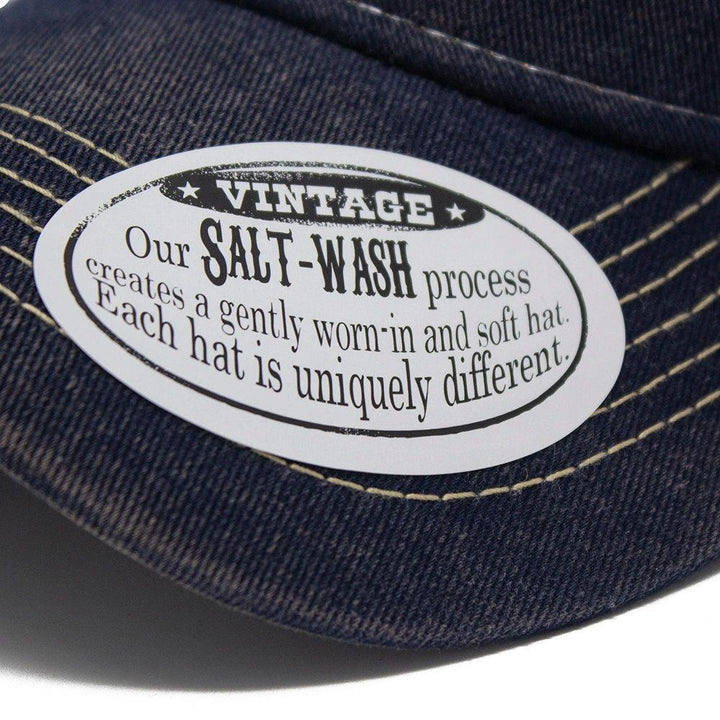 VINTAGE
Our SALT-WASH process
creates a gently worn-in and soft hat.
Each hat is uniquely different.